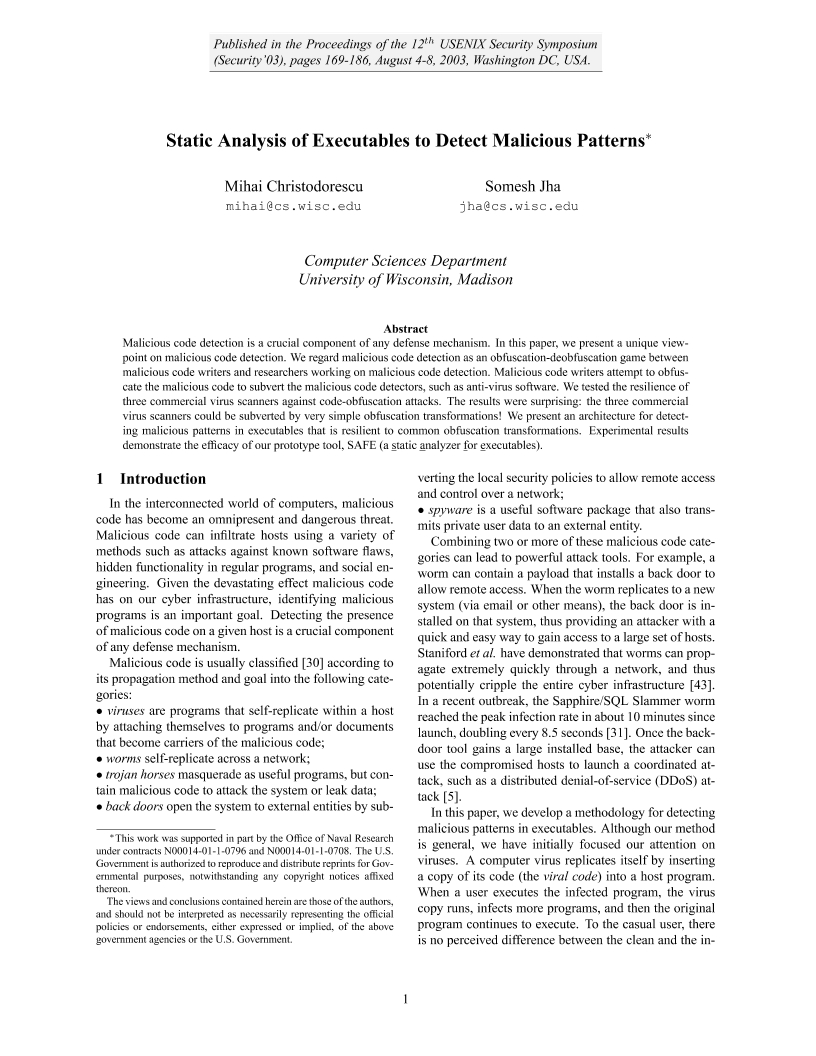 Published in the Proceedings of the 12th USENIX Security Symposium
(Security'03), pages 169-186, August 4-8, 2003, Washington DC, USA.
Static Analysis of Executables to Detect Malicious Patterns*
Mihai Christodorescu
mihai@cs.wisc.edu
Somesh Jha
jha@cs.wisc.edu
Computer Sciences Department
University of Wisconsin, Madison
Abstract
Malicious code detection is a crucial component of any defense mechanism. In this paper, we present a unique view-
point on malicious code detection. We regard malicious code detection as an obfuscation-deobfuscation game between
malicious code writers and researchers working on malicious code detection. Malicious code writers attempt to obfus-
cate the malicious code to subvert the malicious code detectors, such as anti-virus software. We tested the resilience of
three commercial virus scanners against code-obfuscation attacks. The results were surprising: the three commercial
virus scanners could be subverted by very simple obfuscation transformations! We present an architecture for detect-
ing malicious patterns in executables that is resilient to common obfuscation transformations. Experimental results
demonstrate the efficacy of our prototype tool, SAFE (a static analyzer for executables).
1 Introduction
In the interconnected world of computers, malicious
code has become an omnipresent and dangerous threat.
Malicious code can infiltrate hosts using a variety of
methods such as attacks against known software flaws,
hidden functionality in regular programs, and social en-
gineering. Given the devastating effect malicious code
has on our cyber infrastructure, identifying malicious
programs is an important goal. Detecting the presence
of malicious code on a given host is a crucial component
of any defense mechanism.
Malicious code is usually classified [30] according to
its propagation method and goal into the following cate-
gories:
• viruses are programs that self-replicate within a host
by attaching themselves to programs and/or documents
that become carriers of the malicious code;
• worms self-replicate across a network;
• trojan horses masquerade as useful programs, but con-
tain malicious code to attack the system or leak data;
• back doors open the system to external entities by sub-
*This work was supported in part by the Office of Naval Research
under contracts N00014-01-1-0796 and N00014-01-1-0708. The U.S.
Government is authorized to reproduce and distribute reprints for Gov-
ernmental purposes, notwithstanding any copyright notices affixed
thereon.
The views and conclusions contained herein are those of the authors,
and should not be interpreted as necessarily representing the official
policies or endorsements, either expressed or implied, of the above
government agencies or the U.S. Government.
verting the local security policies to allow remote access
and control over a network;
• spyware is a useful software package that also trans-
mits private user data to an external entity.
Combining two or more of these malicious code cate-
gories can lead to powerful attack tools. For example, a
worm can contain a payload that installs a back door to
allow remote access. When the worm replicates to a new
system (via email or other means), the back door is in-
stalled on that system, thus providing an attacker with a
quick and easy way to gain access to a large set of hosts.
Staniford et al. have demonstrated that worms can prop-
agate extremely quickly through a network, and thus
potentially cripple the entire cyber infrastructure [43].
In a recent outbreak, the Sapphire/SQL Slammer worm
reached the peak infection rate in about 10 minutes since
launch, doubling every 8.5 seconds [31]. Once the back-
door tool gains a large installed base, the attacker can
use the compromised hosts to launch a coordinated at-
tack, such as a distributed denial-of-service (DDoS) at-
tack [5].
In this paper, we develop a methodology for detecting
malicious patterns in executables. Although our method
is general, we have initially focused our attention on
viruses. A computer virus replicates itself by inserting
a copy of its code (the viral code) into a host program.
When a user executes the infected program, the virus
copy runs, infects more programs, and then the original
program continues to execute. To the casual user, there
is no perceived difference between the clean and the in-
1